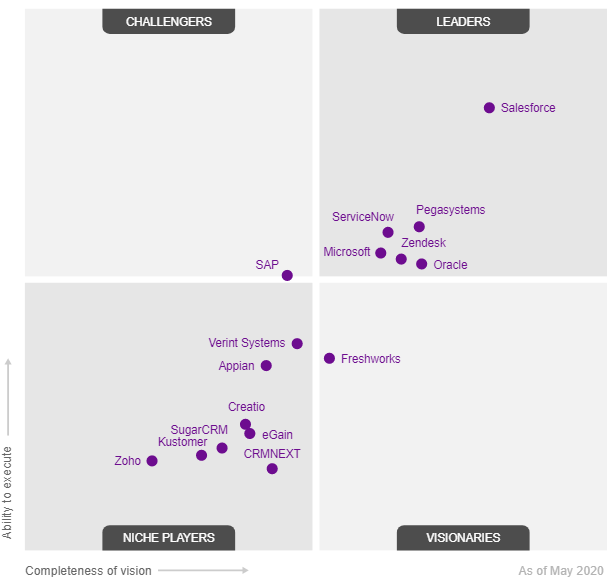 CHALLENGERS
LEADERS
Salesforce
Pegasystems
ServiceNow
Zendesk
Microsoft
Oracle
SAP
Verint Systems
Appian
Freshworks
Creatio
SugarCRM
eGain
Kustomer
CRMNEXT
Zoho
Ability to execute
NICHE PLAYERS
VISIONARIES
Completeness of vision
As of May 2020